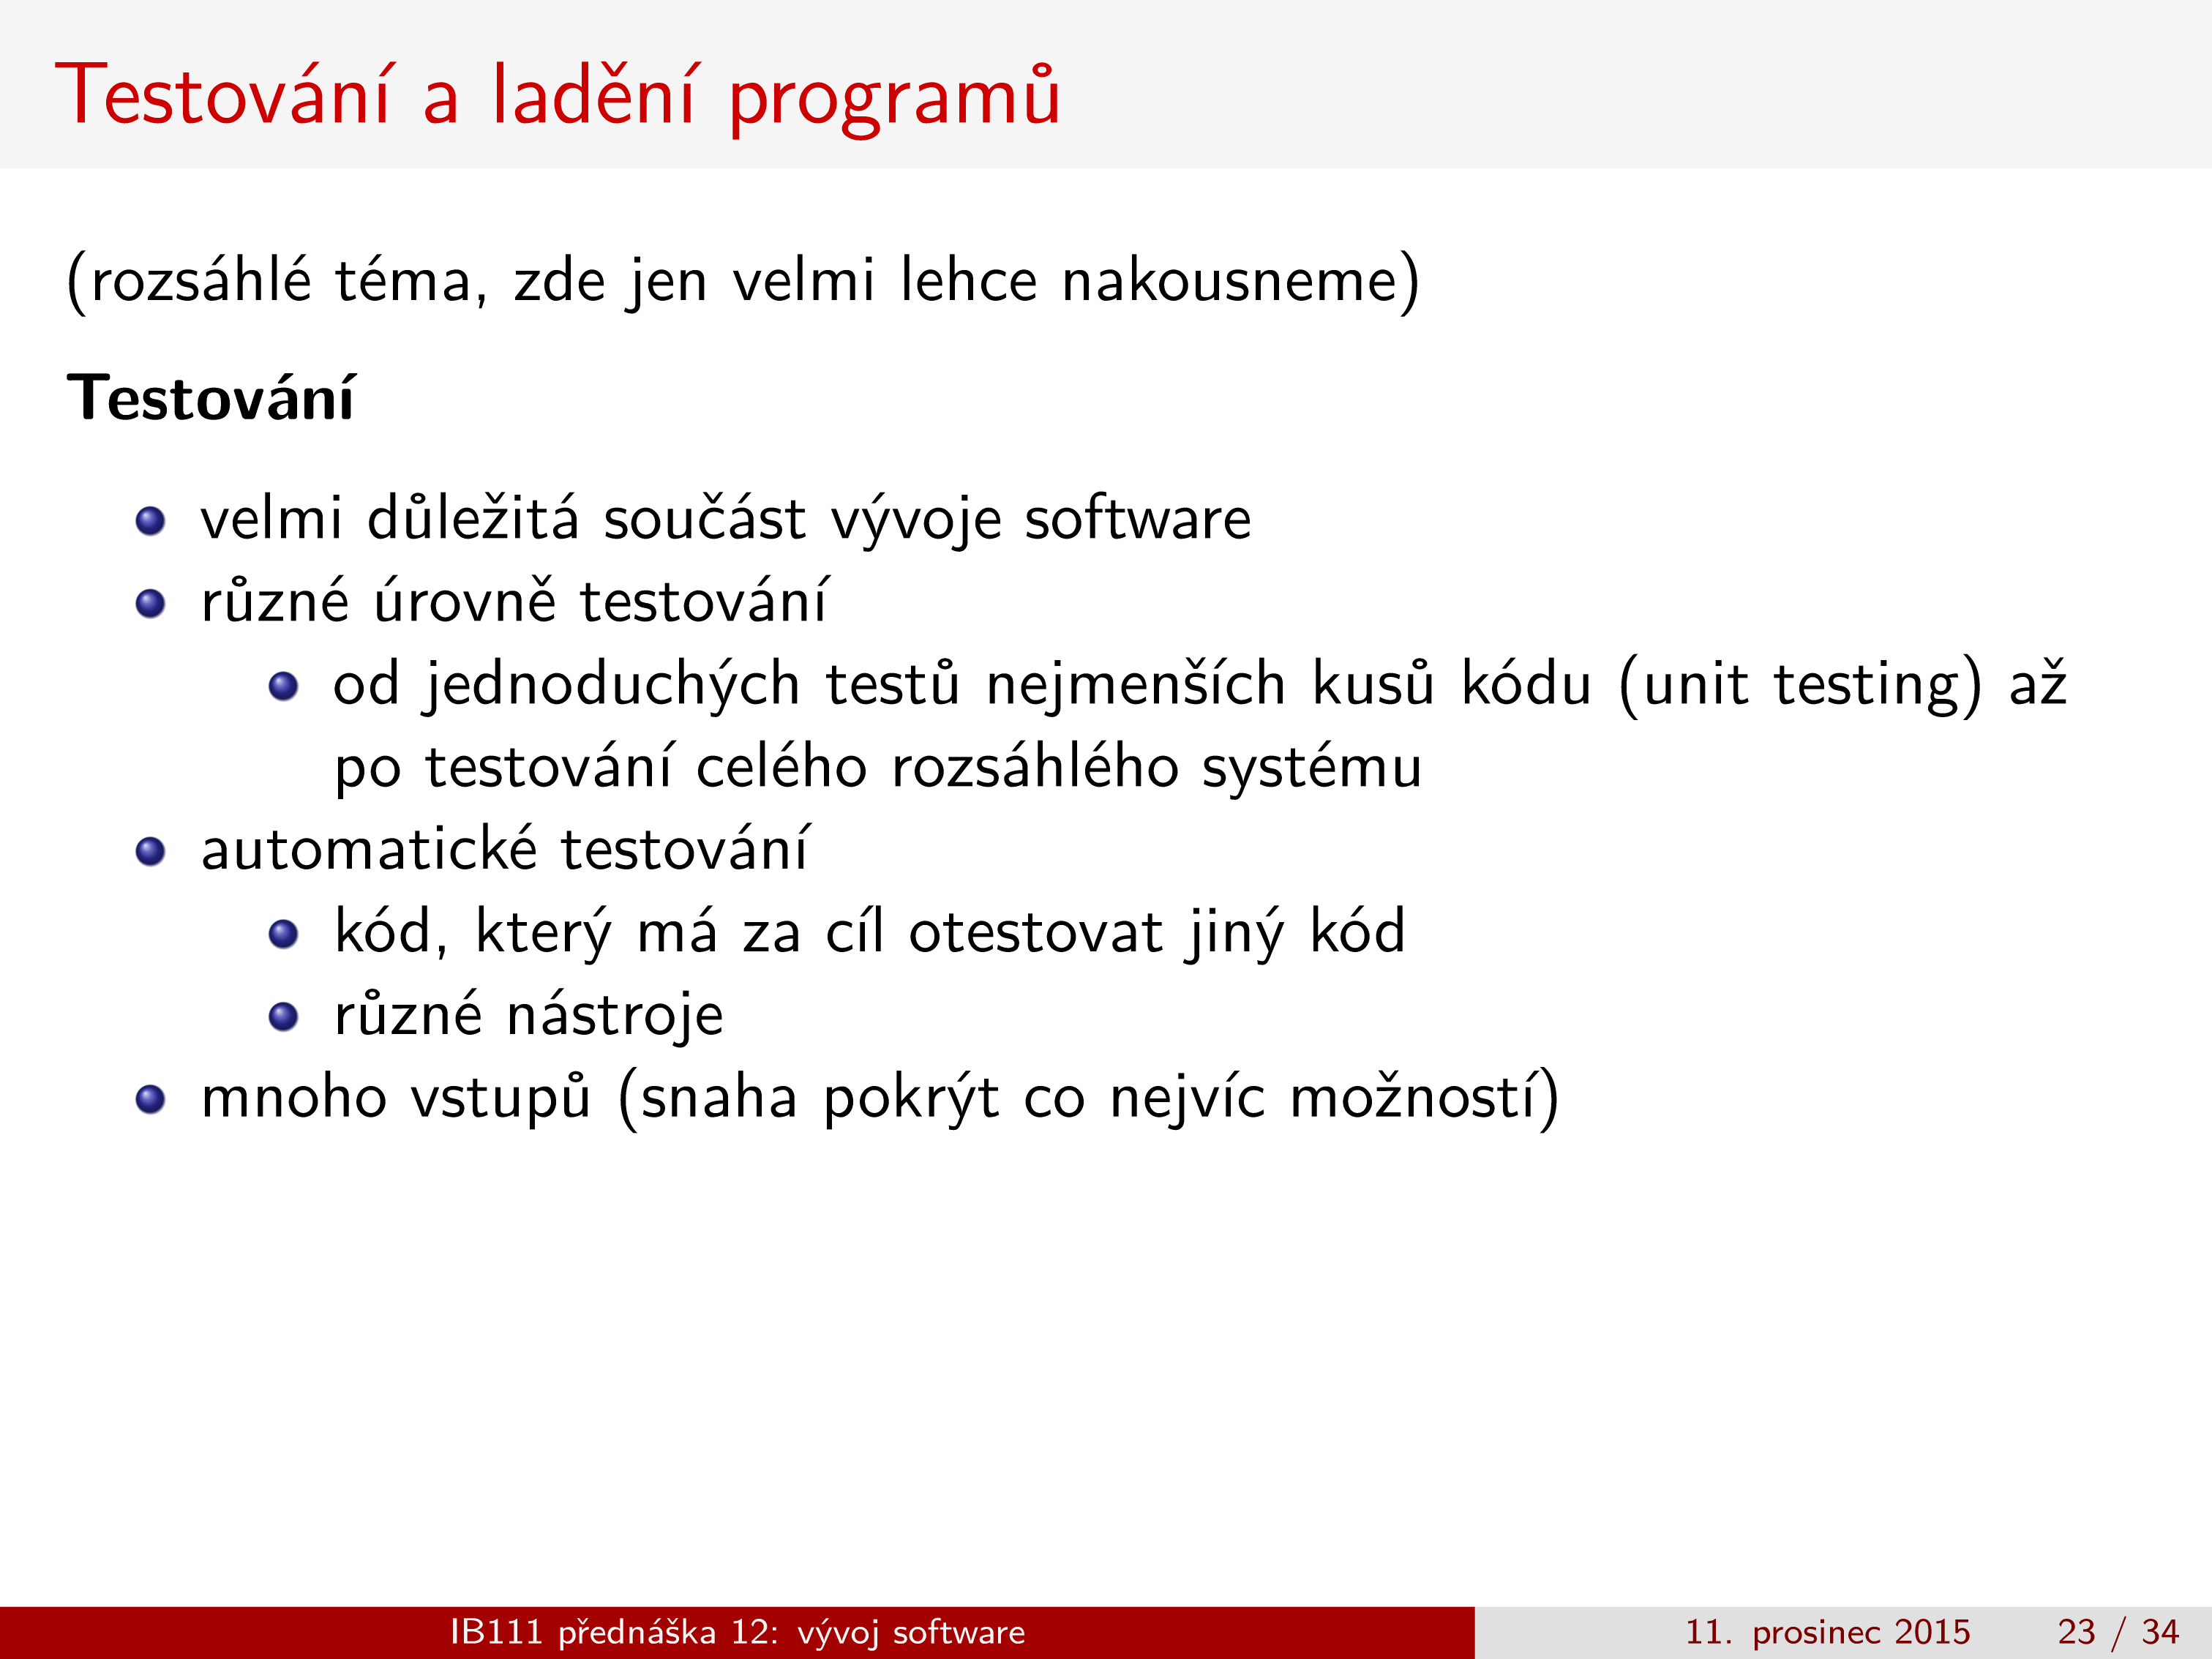 Testování a ladění programů
(rozsáhlé téma, zde jen velmi lehce nakousneme)
Testování
velmi důležitá součást vývoje software
různé úrovně testování
od jednoduchých testů nejmenších kusů kódu (unit testing) až
po testování celého rozsáhlého systému
automatické testování
kód, který má za cíl otestovat jiný kód
různé nástroje
mnoho vstupů (snaha pokrýt co nejvíc možností)
IB111 přednáška 12: vývoj software
11. prosinec 2015 23 / 34